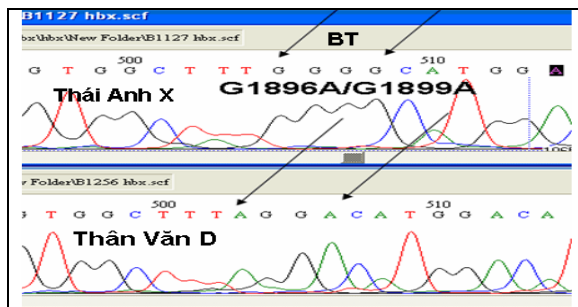 B1127 hbx.scf
bx\hbx\New Folder\B1127 hbx.scf
BT
500 510
G T G G C T T T G G G G C A T G G A
Thái Anh X
G1896A/G1899A
w Folder\B1256 hbx.scf
500 510
G T G G C T T T A G G A C A T G G A C A
Thân Văn D